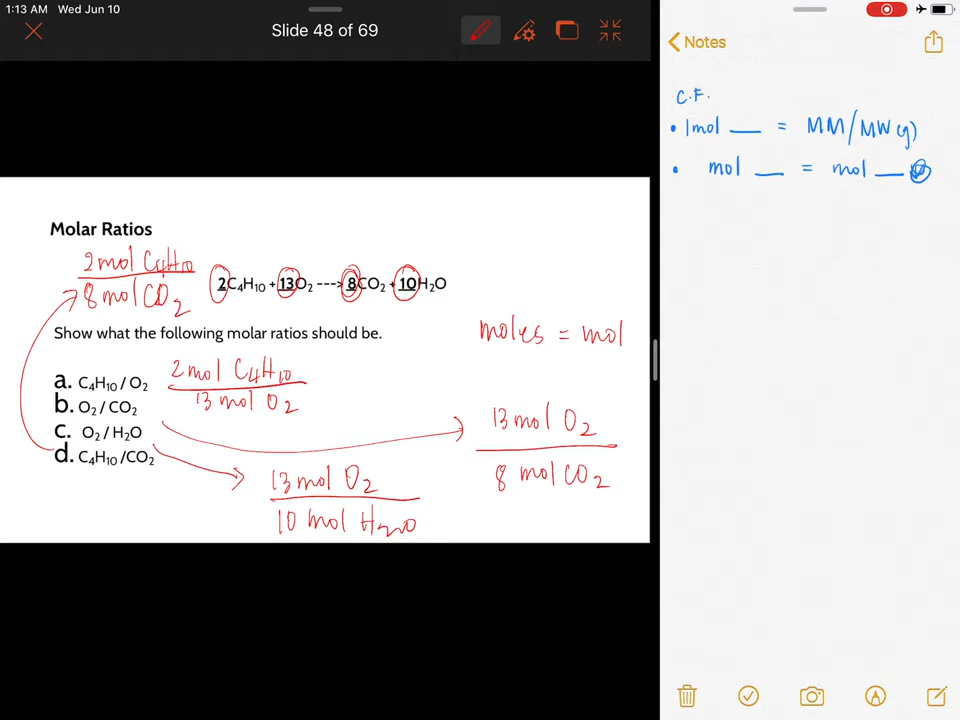 1:13 AM Wed Jun 10
Slide 48 of 69
Notes
Molar Ratios
2 mol C4H10
8 mol CO2
2C4H10 + 13O2 ---> 8CO2 + 10H2O
Show what the following molar ratios should be.
moles = mol
a. C4H10 / O2
2 mol C4H10
13 mol O2
b. O2 / CO2
13 mol O2
8 mol CO2
c. O2 / H2O
13 mol O2
10 mol H2O
d. C4H10 /CO2
C.F.
• 1mol __ = MM/MW g)
• mol __ = mol __